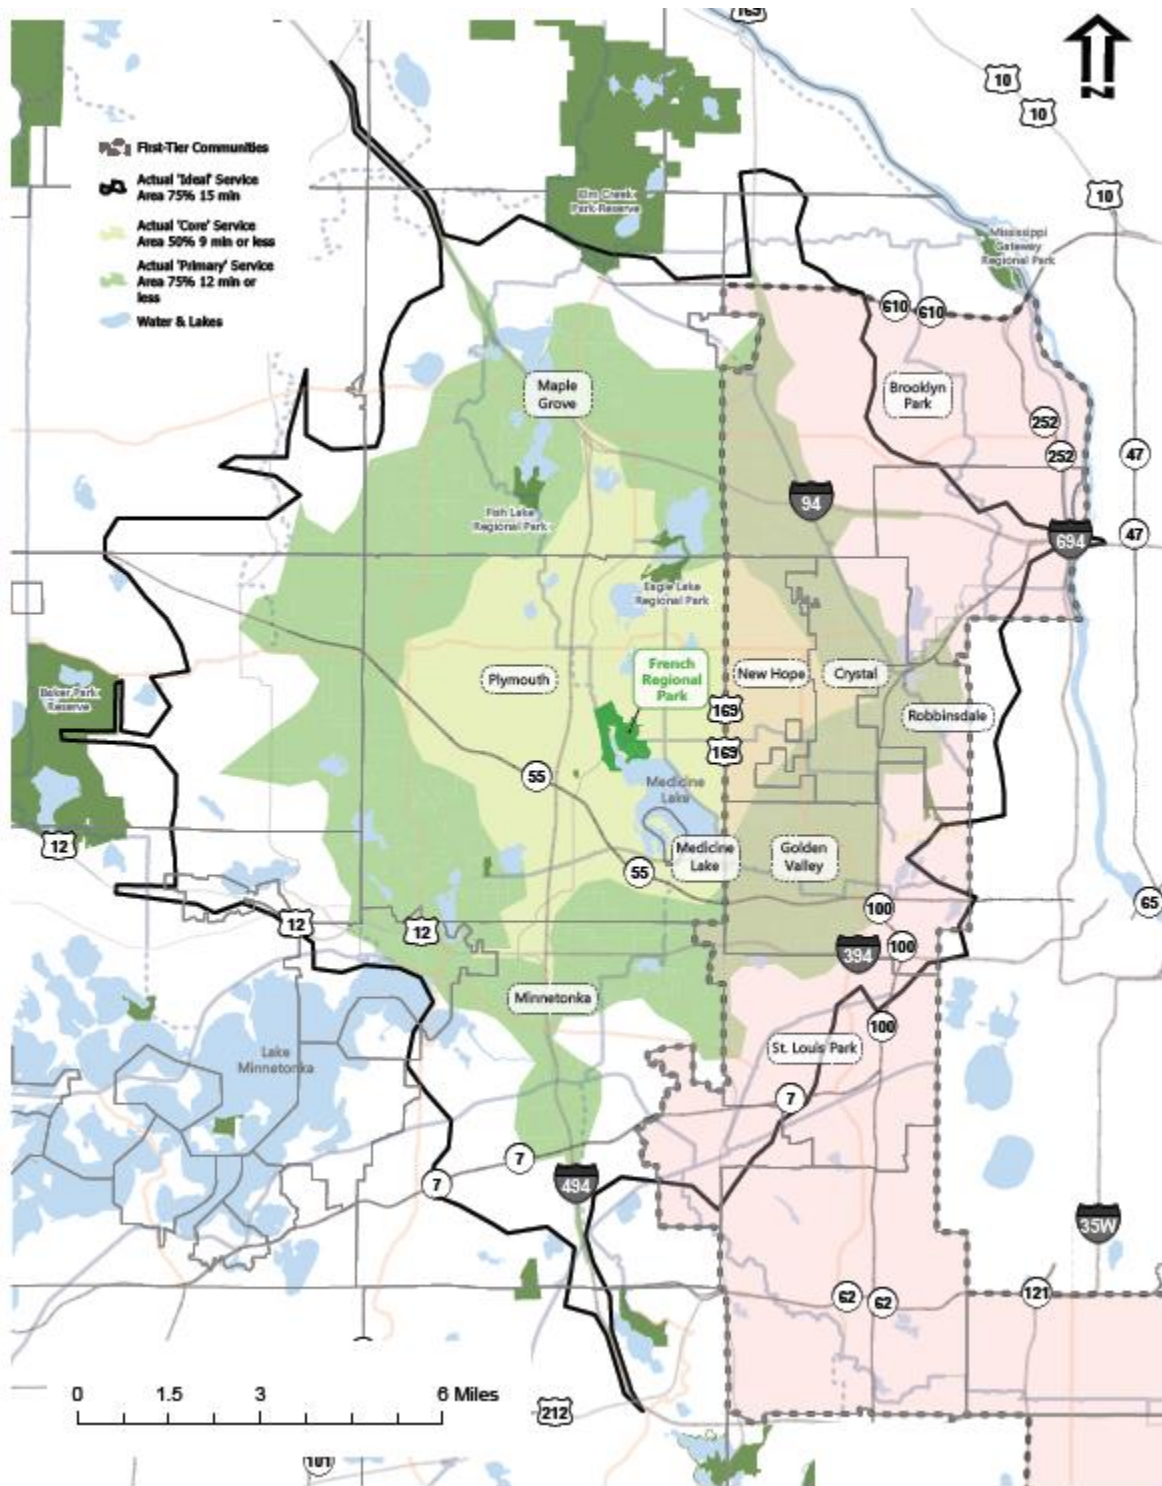 169
N
10
10
10
First-Tier Communities
Actual 'Ideal' Service
Area 75% 15 min
Actual 'Core' Service
Area 50% 9 min or less
Actual 'Primary' Service
Area 75% 12 min or
less
Water & Lakes
Elm Creek
Park Reserve
Mississippi
Gateway
Regional Park
610
610
Maple
Grove
Brooklyn
Park
252
252
47
94
Fish Lake
Regional Park
694
47
Eagle Lake
Regional Park
French
Regional
Park
Plymouth
New Hope
Crystal
Baker Park
Reserve
169
Robbinsdale
169
55
Medicine
Lake
12
Medicine
Lake
Golden
Valley
55
100
65
12
12
394
100
Minnetonka
100
St. Louis Park
Lake
Minnetonka
7
7
7
494
35W
62
62
121
0
1.5
3
6 Miles
212
101